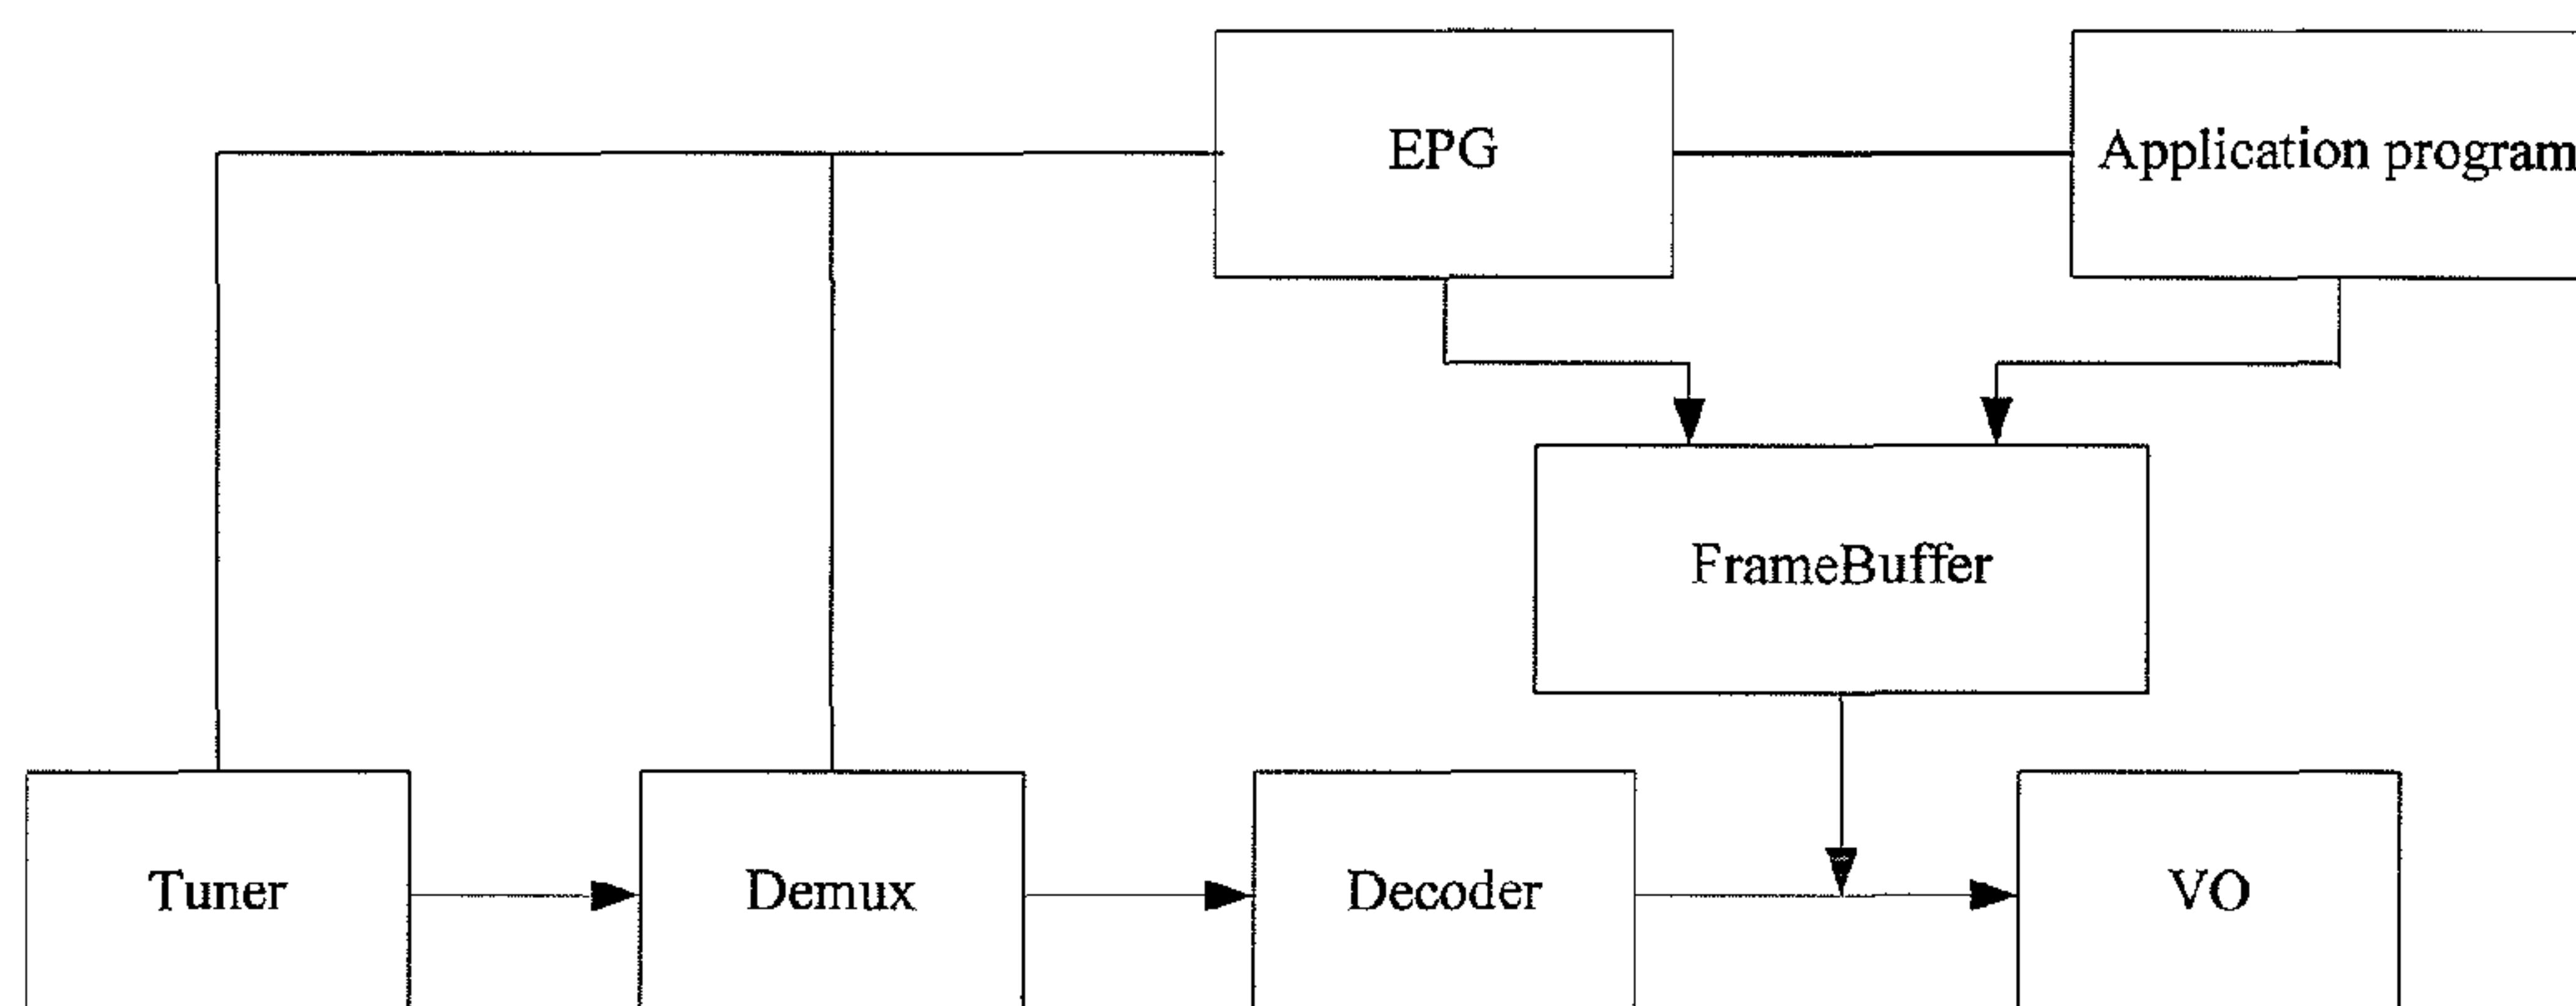 EPG
Application program
FrameBuffer
Tuner
Demux
Decoder
VO